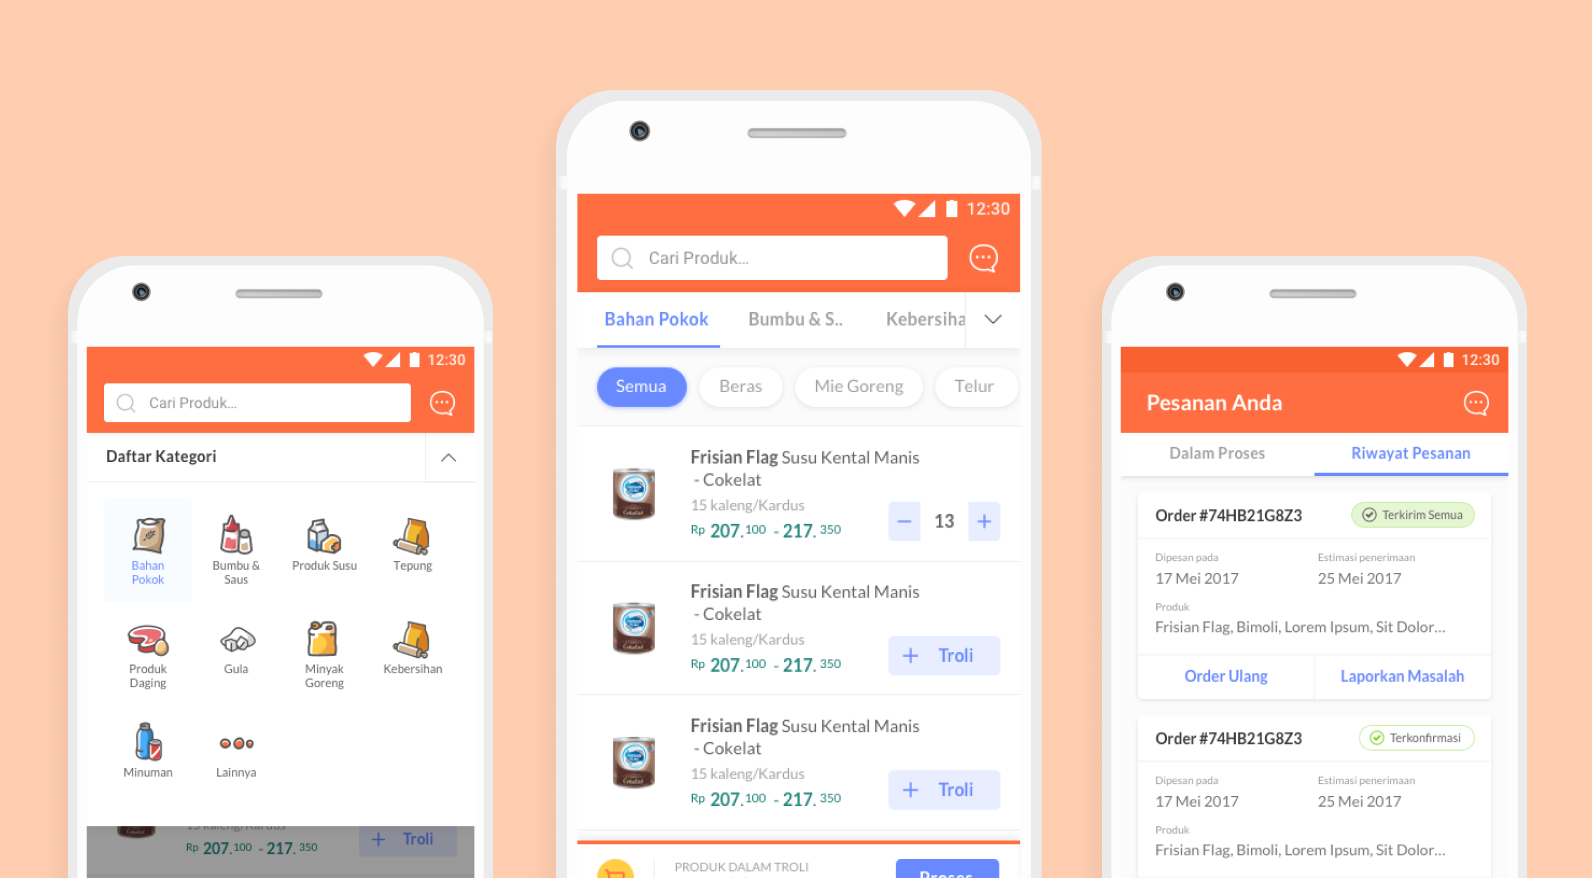 12:30
Cari Produk...
Daftar Kategori
Bahan
Pokok
Bumbu &
Saus
Produk Susu
Tepung
Produk
Daging
Gula
Minyak
Goreng
Kebersihan
Minuman
Lainnya
15 kaleng/Kardus
Rp 207.100 - 217. 350
+ Troli
12:30
Cari Produk...
Bahan Pokok
Bumbu & S..
Kebersiha
Semua
Beras
Mie Goreng
Telur
Frisian Flag Susu Kental Manis
- Cokelat
15 kaleng/Kardus
Rp 207.100 - 217. 350
− 13 +
Frisian Flag Susu Kental Manis
- Cokelat
15 kaleng/Kardus
Rp 207.100 - 217. 350
+ Troli
Frisian Flag Susu Kental Manis
- Cokelat
15 kaleng/Kardus
Rp 207.100 - 217. 350
+ Troli
PRODUK DALAM TROLI
Proses
12:30
Pesanan Anda
Dalam Proses
Riwayat Pesanan
Order #74HB21G8Z3
Terkirim Semua
Dipesan pada
Estimasi penerimaan
17 Mei 2017
25 Mei 2017
Produk
Frisian Flag, Bimoli, Lorem Ipsum, Sit Dolor...
Order Ulang
Laporkan Masalah
Order #74HB21G8Z3
Terkonfirmasi
Dipesan pada
Estimasi penerimaan
17 Mei 2017
25 Mei 2017
Produk
Frisian Flag, Bimoli, Lorem Ipsum, Sit Dolor...